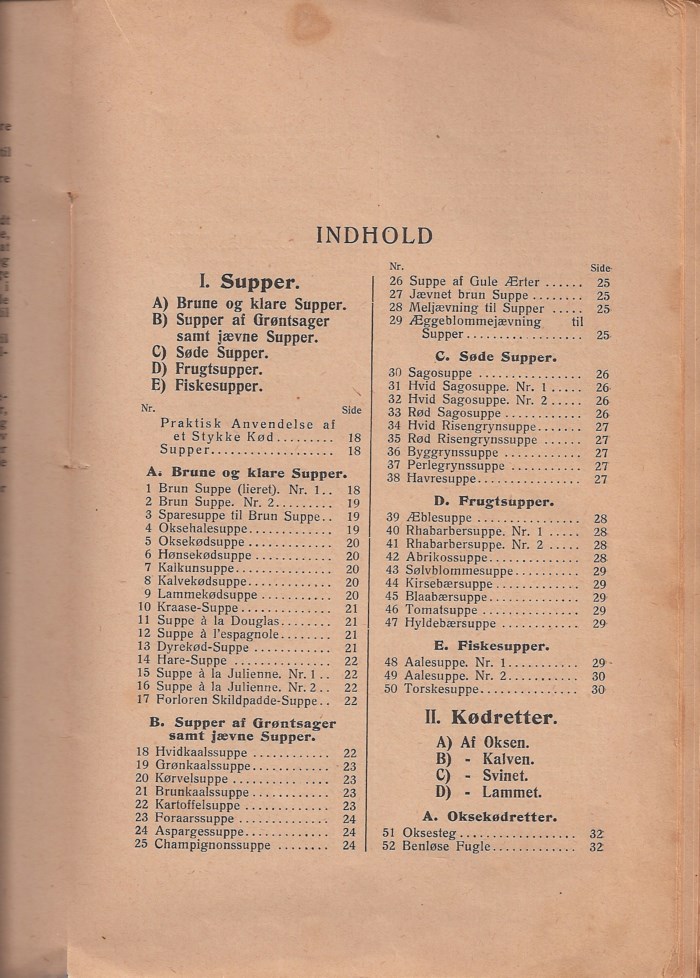 INDHOLD
I. Supper.
A) Brune og klare Supper.
B) Supper af Grøntsager
samt jævne Supper.
C) Søde Supper.
D) Frugtsupper.
E) Fiskesupper.
Nr. Side
Praktisk Anvendelse af
et Stykke Kød......... 18
Supper.................. 18
A. Brune og klare Supper.
1 Brun Suppe (lieret). Nr. 1.. 18
2 Brun Suppe. Nr. 2......... 19
3 Sparesuppe til Brun Suppe.. 19
4 Oksehalesuppe............ 19
5 Oksekødsuppe............ 20
6 Hønsekødsuppe........... 20
7 Kalkunsuppe............. 20
8 Kalvekødsuppe........... 20
9 Lammekødsuppe.......... 20
10 Kraase-Suppe............ 21
11 Suppe à la Douglas........ 21
12 Suppe à l'espagnole....... 21
13 Dyrekød-Suppe........... 21
14 Hare-Suppe............. 22
15 Suppe à la Julienne. Nr. 1.. 22
16 Suppe à la Julienne. Nr. 2.. 22
17 Forloren Skildpadde-Suppe.. 22
B. Supper af Grøntsager
samt jævne Supper.
18 Hvidkaalssuppe........... 22
19 Grønkaalssuppe........... 23
20 Kørvelsuppe............. 23
21 Brunkaalssuppe........... 23
22 Kartoffelsuppe........... 23
23 Foraarssuppe............ 24
24 Aspargessuppe........... 24
25 Champignonssuppe........ 24
Nr. Side
26 Suppe af Gule Ærter...... 25
27 Jævnet brun Suppe........ 25
28 Meljævning til Supper..... 25
29 Æggeblommejævning til
Supper............... 25
C. Søde Supper.
30 Sagosuppe.............. 26
31 Hvid Sagosuppe. Nr. 1..... 26
32 Hvid Sagosuppe. Nr. 2..... 26
33 Rød Sagosuppe........... 26
34 Hvid Risengrynsuppe....... 27
35 Rød Risengrynssuppe...... 27
36 Byggrynssuppe........... 27
37 Perlegrynssuppe.......... 27
38 Havresuppe.............. 27
D. Frugtsupper.
39 Æblesuppe.............. 28
40 Rhabarbersuppe. Nr. 1..... 28
41 Rhabarbersuppe. Nr. 2..... 28
42 Abrikossuppe............ 28
43 Sølvblommesuppe......... 29
44 Kirsebærsuppe........... 29
45 Blaabærsuppe............ 29
46 Tomatsuppe............. 29
47 Hyldebærsuppe........... 29
E. Fiskesupper.
48 Aalesuppe. Nr. 1.......... 29
49 Aalesuppe. Nr. 2.......... 30
50 Torskesuppe............. 30
II. Kødretter.
A) Af Oksen.
B) - Kalven.
C) - Svinet.
D) - Lammet.
A. Oksekødretter.
51 Oksesteg................ 32
52 Benløse Fugle............ 32